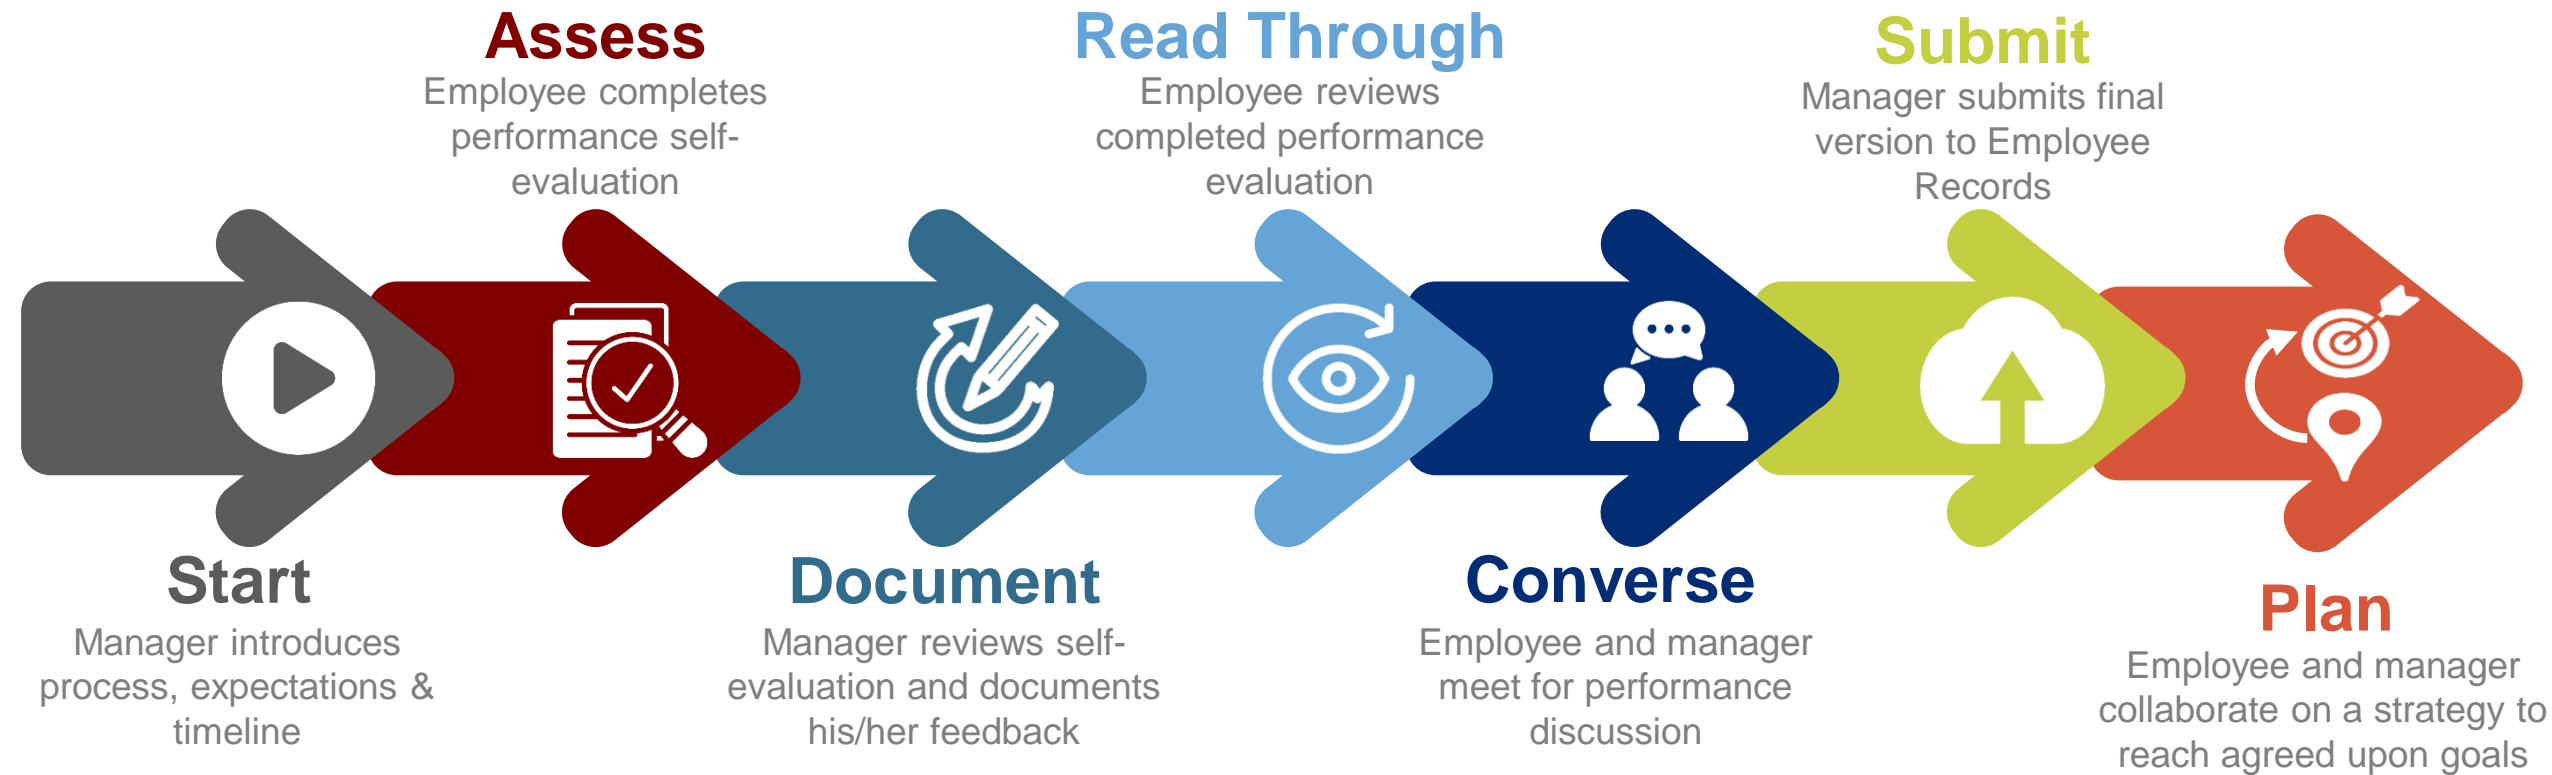 Start
Manager introduces
process, expectations &
timeline
Assess
Employee completes
performance self-
evaluation
Document
Manager reviews self-
evaluation and documents
his/her feedback
Read Through
Employee reviews
completed performance
evaluation
Converse
Employee and manager
meet for performance
discussion
Submit
Manager submits final
version to Employee
Records
Plan
Employee and manager
collaborate on a strategy to
reach agreed upon goals